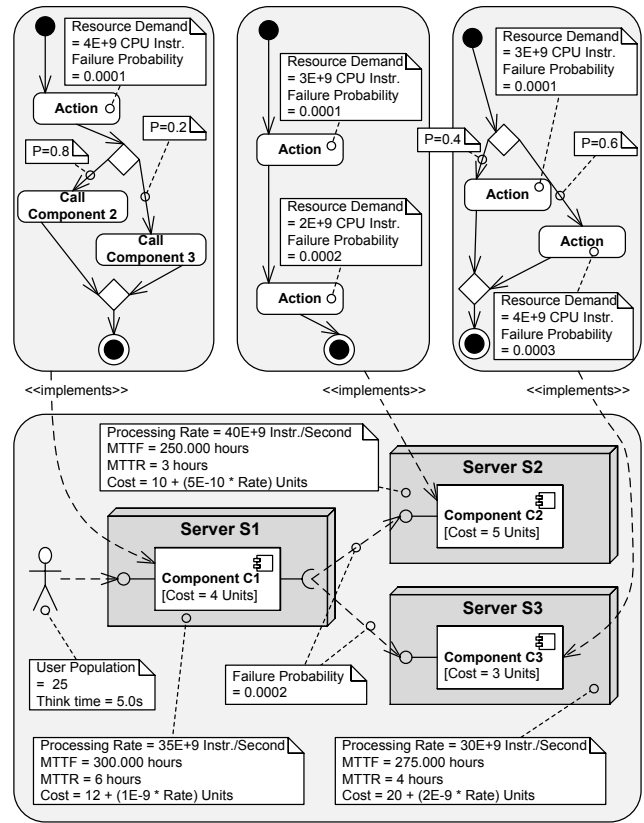 Resource Demand
= 4E+9 CPU Instr.
Failure Probability
= 0.0001
Action
P=0.8
P=0.2
Call
Component 2
Call
Component 3
Resource Demand
= 3E+9 CPU Instr.
Failure Probability
= 0.0001
Action
Resource Demand
= 2E+9 CPU Instr.
Failure Probability
= 0.0002
Action
Resource Demand
= 3E+9 CPU Instr.
Failure Probability
= 0.0001
P=0.4
P=0.6
Action
Action
Resource Demand
= 4E+9 CPU Instr.
Failure Probability
= 0.0003
<<implements>>
<<implements>>
<<implements>>
Processing Rate = 40E+9 Instr./Second
MTTF = 250.000 hours
MTTR = 3 hours
Cost = 10 + (5E-10 * Rate) Units
Server S2
Component C2
[Cost = 5 Units]
Server S1
Component C1
[Cost = 4 Units]
Server S3
Component C3
[Cost = 3 Units]
User Population
= 25
Think time = 5.0s
Failure Probability
= 0.0002
Processing Rate = 35E+9 Instr./Second
MTTF = 300.000 hours
MTTR = 6 hours
Cost = 12 + (1E-9 * Rate) Units
Processing Rate = 30E+9 Instr./Second
MTTF = 275.000 hours
MTTR = 4 hours
Cost = 20 + (2E-9 * Rate) Units